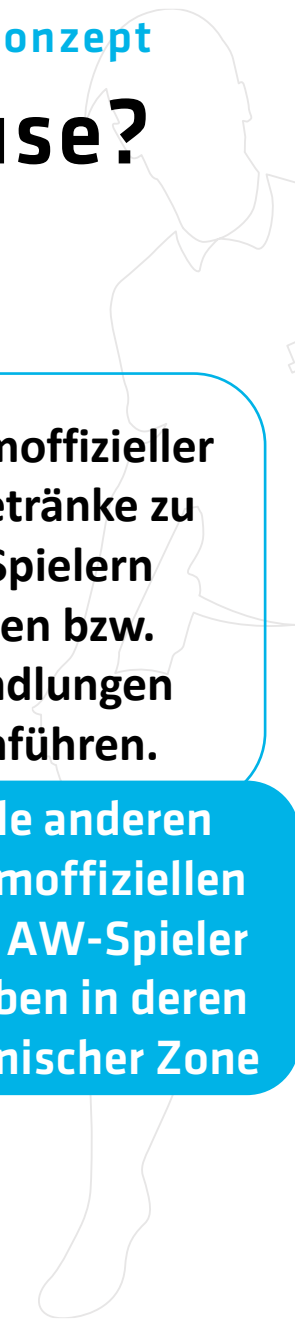 onzept
use?
moffizieller
etränke zu
Spielern
en bzw.
ndlungen
nführen.
le anderen
moffiziellen
AW-Spieler
ben in deren
nischer Zone